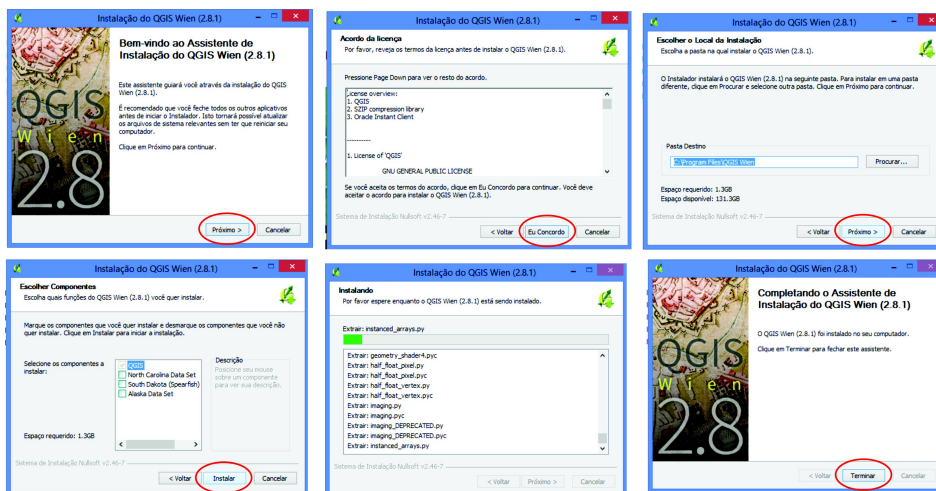 Instalação do QGIS Wien (2.8.1)
QGIS
Wien
2.8
Bem-vindo ao Assistente de
Instalação do QGIS Wien (2.8.1)
Este assistente guiará você através da instalação do QGIS
Wien (2.8.1).
É recomendado que você feche todos os outros aplicativos
antes de iniciar o Instalador. Isto tornará possível atualizar
os arquivos de sistema relevantes sem ter que reiniciar seu
computador.
Clique em Próximo para continuar.
Próximo >
Cancelar
Instalação do QGIS Wien (2.8.1)
Acordo da licença
Por favor, reveja os termos da licença antes de instalar o QGIS Wien (2.8.1).
Pressione Page Down para ver o resto do acordo.
License overview:
1. QGIS
2. SZIP compression library
3. Oracle Instant Client
----------
1. License of 'QGIS'
GNU GENERAL PUBLIC LICENSE
Se você aceita os termos do acordo, clique em Eu Concordo para continuar. Você deve
aceitar o acordo para instalar o QGIS Wien (2.8.1).
Sistema de Instalação Nullsoft v2.46-7
< Voltar
Eu Concordo
Cancelar
Instalação do QGIS Wien (2.8.1)
Escolher o Local da Instalação
Escolha a pasta na qual instalar o QGIS Wien (2.8.1).
O Instalador instalará o QGIS Wien (2.8.1) na seguinte pasta. Para instalar em uma pasta
diferente, clique em Procurar e selecione outra pasta. Clique em Próximo para continuar.
Pasta Destino
C:\Program Files\QGIS Wien
Procurar...
Espaço requerido: 1.3GB
Espaço disponível: 131.3GB
Sistema de Instalação Nullsoft v2.46-7
< Voltar
Próximo >
Cancelar
Instalação do QGIS Wien (2.8.1)
Escolher Componentes
Escolha quais funções do QGIS Wien (2.8.1) você quer instalar.
Marque os componentes que você quer instalar e desmarque os componentes que você não
quer instalar. Clique em Instalar para iniciar a instalação.
Selecione os componentes a
instalar:
QGIS
North Carolina Data Set
South Dakota (Spearfish)
Alaska Data Set
Descrição
Posicione seu mouse
sobre um componente
para ver sua descrição.
Espaço requerido: 1.3GB
Sistema de Instalação Nullsoft v2.46-7
< Voltar
Instalar
Cancelar
Instalação do QGIS Wien (2.8.1)
Instalando
Por favor espere enquanto o QGIS Wien (2.8.1) está sendo instalado.
Extrair: instanced_arrays.py
Extrair: geometry_shader4.pyc
Extrair: half_float_pixel.py
Extrair: half_float_pixel.pyc
Extrair: half_float_vertex.py
Extrair: half_float_vertex.pyc
Extrair: imaging.py
Extrair: imaging.pyc
Extrair: imaging_DEPRECATED.py
Extrair: imaging_DEPRECATED.pyc
Extrair: instanced_arrays.py
Sistema de Instalação Nullsoft v2.46-7
< Voltar
Próximo >
Cancelar
Instalação do QGIS Wien (2.8.1)
QGIS
Wien
2.8
Completando o Assistente de
Instalação do QGIS Wien (2.8.1)
O QGIS Wien (2.8.1) foi instalado no seu computador.
Clique em Terminar para fechar este assistente.
< Voltar
Terminar
Cancelar